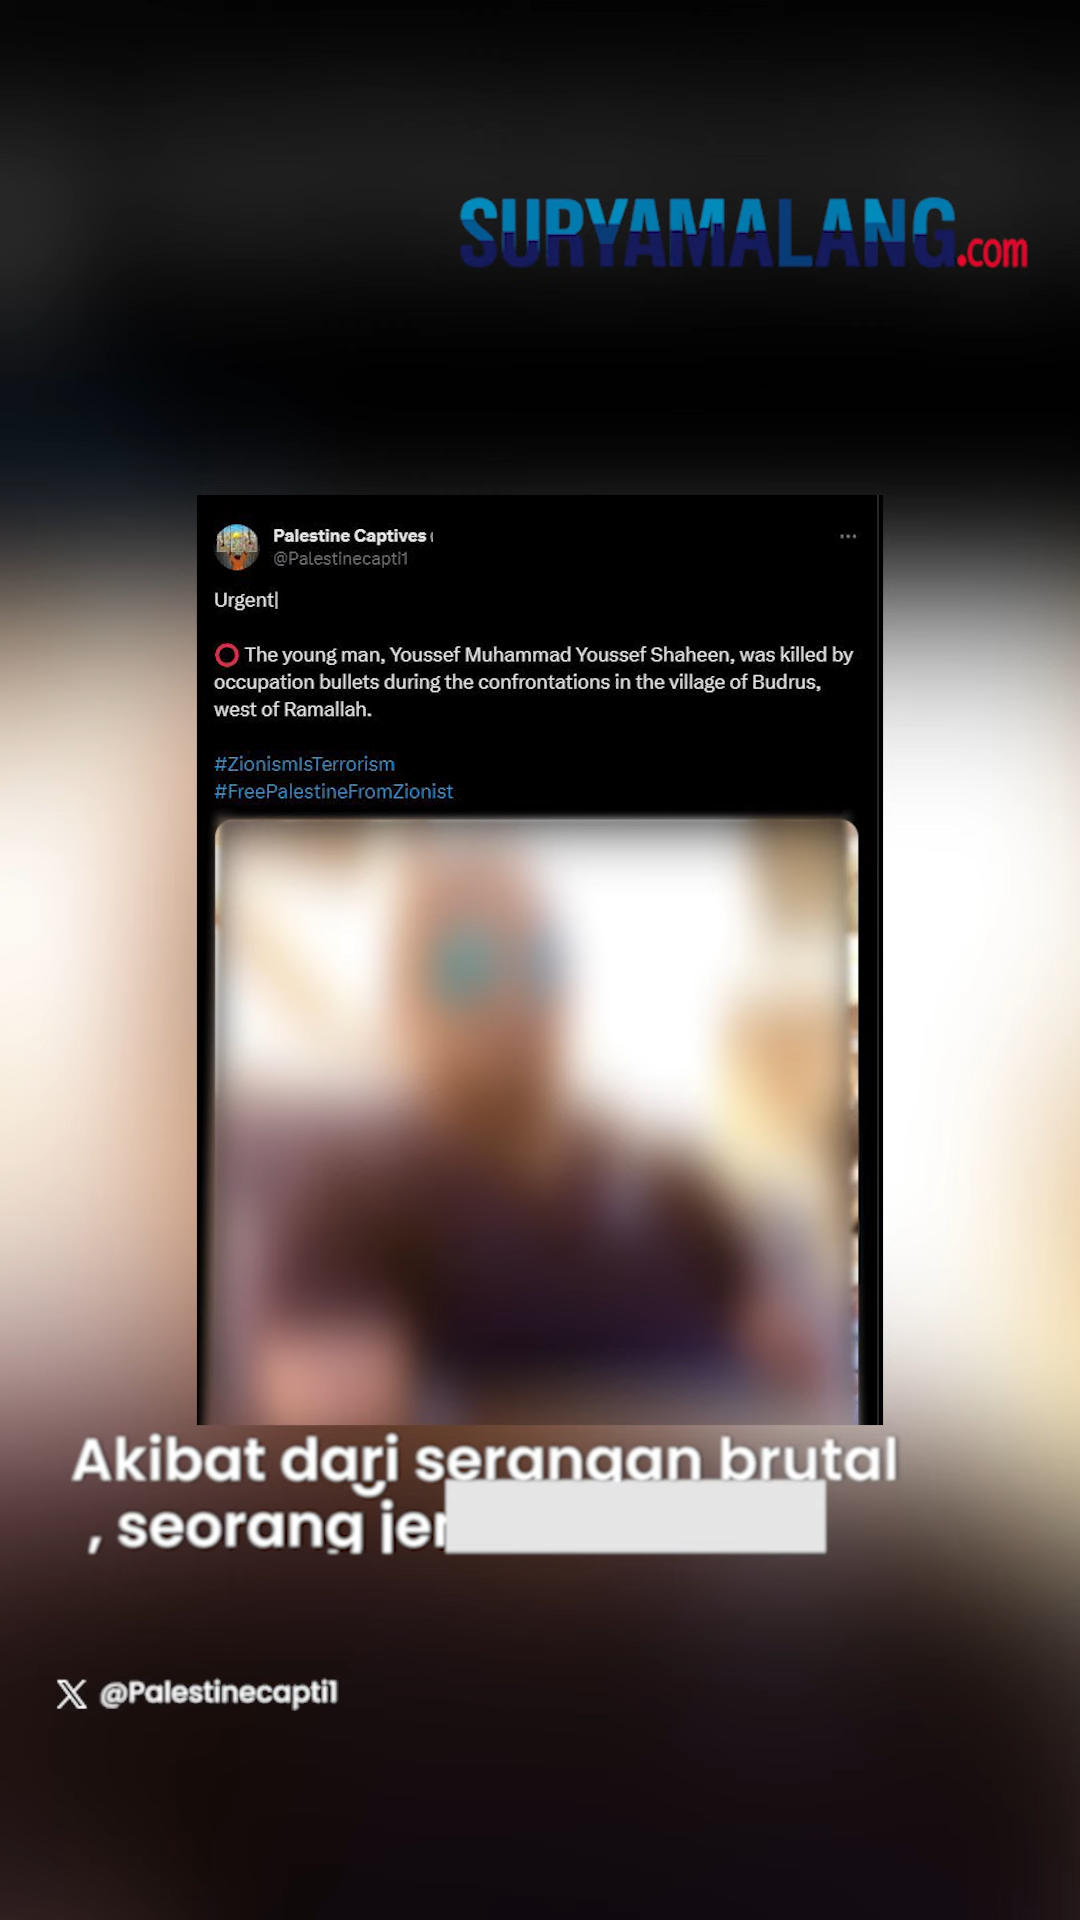 SURYAMALANG.com
Palestine Captives
@Palestinecapti1
Urgent|
The young man, Youssef Muhammad Youssef Shaheen, was killed by
occupation bullets during the confrontations in the village of Budrus,
west of Ramallah.
#ZionismIsTerrorism
#FreePalestineFromZionist
Akibat dari serangan brutal
, seorang
X @Palestinecapti1